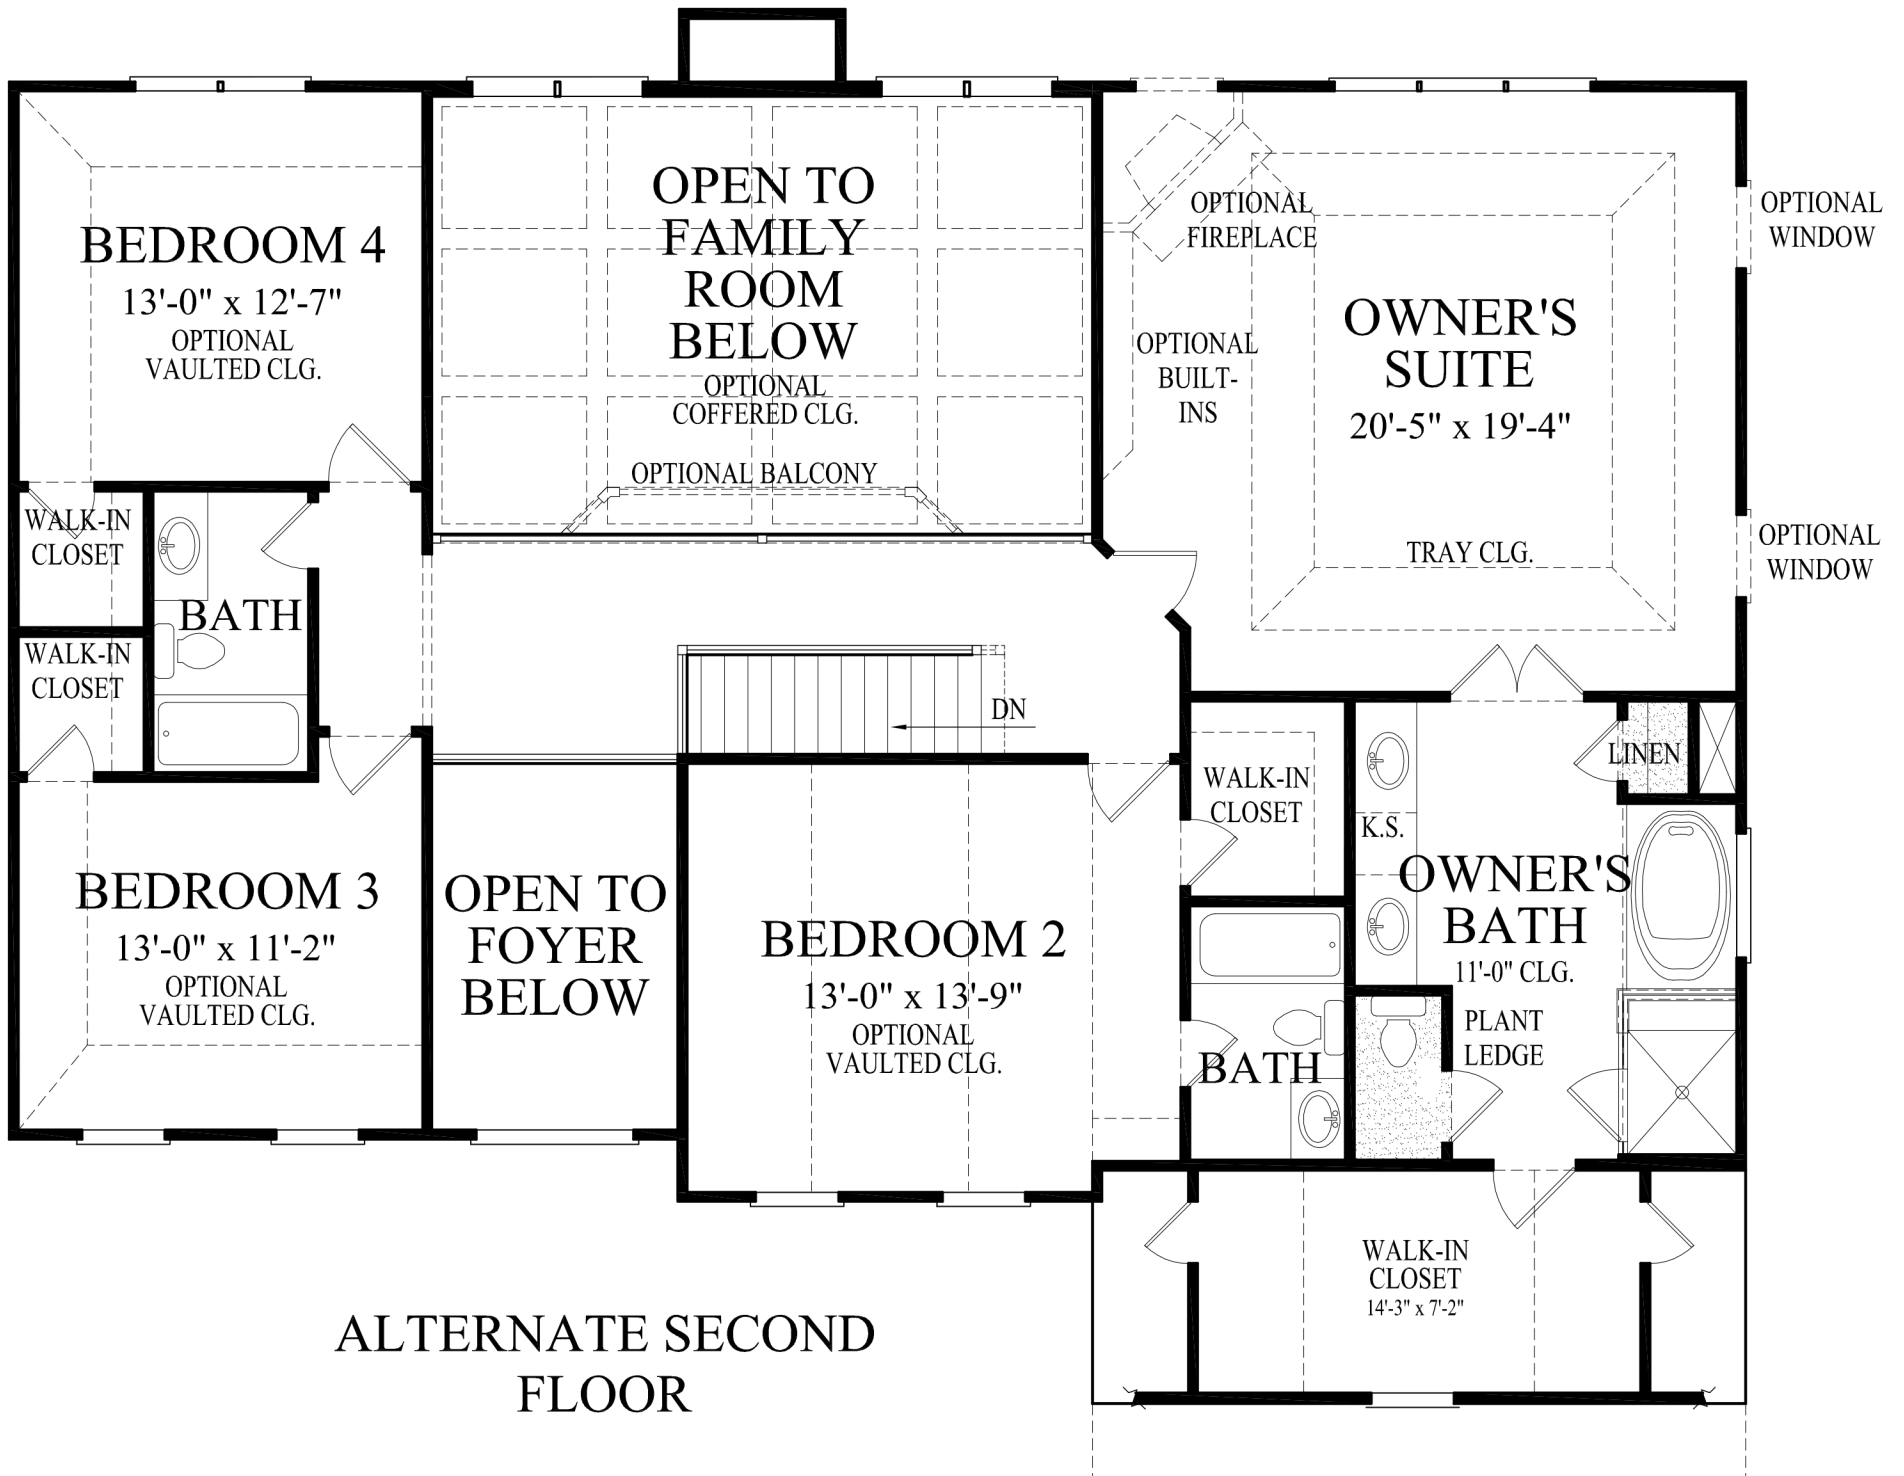 BEDROOM 4
13'-0" x 12'-7"
OPTIONAL
VAULTED CLG.
OPEN TO
FAMILY
ROOM
BELOW
OPTIONAL
COFFERED CLG.
OPTIONAL BALCONY
OPTIONAL
FIREPLACE
OPTIONAL
BUILT-
INS
OWNER'S
SUITE
20'-5" x 19'-4"
TRAY CLG.
OPTIONAL
WINDOW
OPTIONAL
WINDOW
WALK-IN
CLOSET
BATH
WALK-IN
CLOSET
DN
BEDROOM 3
13'-0" x 11'-2"
OPTIONAL
VAULTED CLG.
OPEN TO
FOYER
BELOW
BEDROOM 2
13'-0" x 13'-9"
OPTIONAL
VAULTED CLG.
WALK-IN
CLOSET
BATH
LINEN
K.S.
OWNER'S
BATH
11'-0" CLG.
PLANT
LEDGE
WALK-IN
CLOSET
14'-3" x 7'-2"
ALTERNATE SECOND
FLOOR